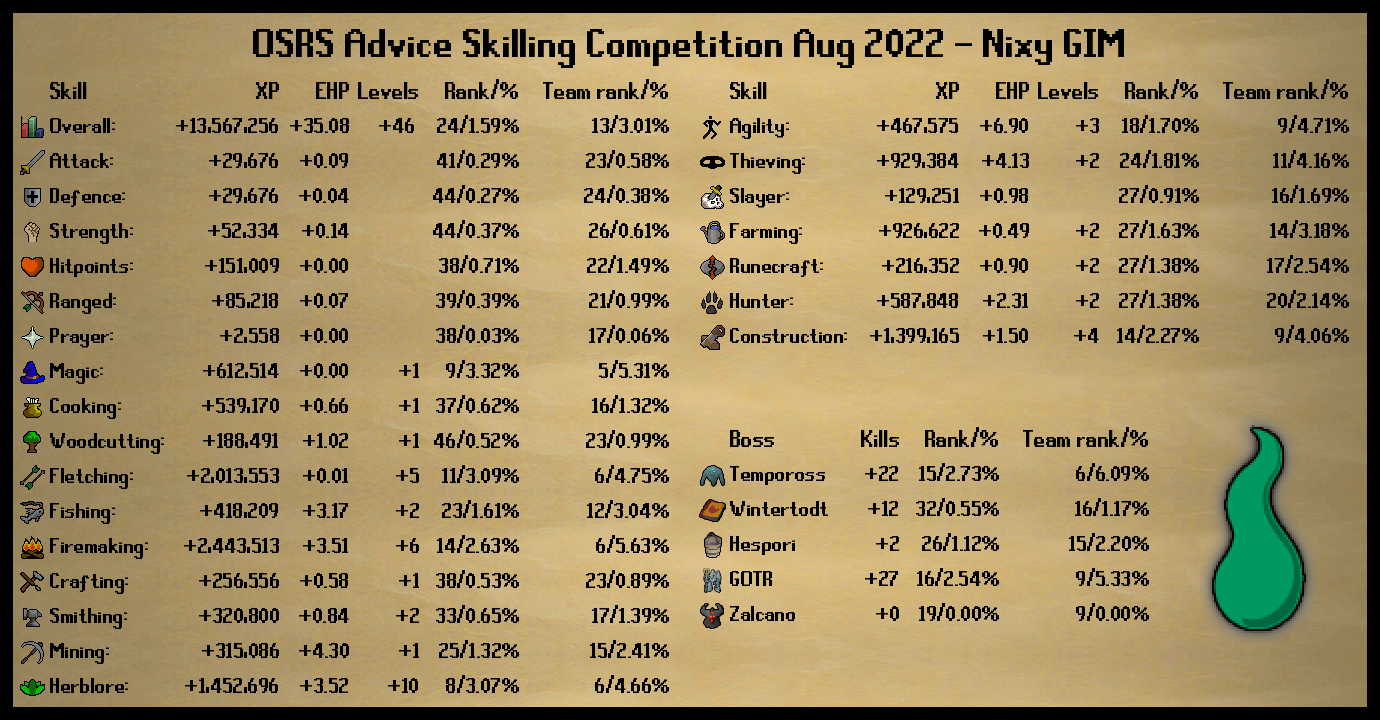 OSRS Advice Skilling Competition Aug 2022 - Nixy GIM
Skill XP EHP Levels Rank/% Team rank/%
Overall: +13,567,256 +35.08 +46 24/1.59% 13/3.01%
Attack: +29,676 +0.09 41/0.29% 23/0.58%
Defence: +29,676 +0.04 44/0.27% 24/0.38%
Strength: +52,334 +0.14 44/0.37% 26/0.61%
Hitpoints: +151,009 +0.00 38/0.71% 22/1.49%
Ranged: +85,218 +0.07 39/0.39% 21/0.99%
Prayer: +2,558 +0.00 38/0.03% 17/0.06%
Magic: +612,514 +0.00 +1 9/3.32% 5/5.31%
Cooking: +539,170 +0.66 +1 37/0.62% 16/1.32%
Woodcutting: +188,491 +1.02 +1 46/0.52% 23/0.99%
Fletching: +2,013,553 +0.01 +5 11/3.09% 6/4.75%
Fishing: +418,209 +3.17 +2 23/1.61% 12/3.04%
Firemaking: +2,443,513 +3.51 +6 14/2.63% 6/5.63%
Crafting: +256,556 +0.58 +1 38/0.53% 23/0.89%
Smithing: +320,800 +0.84 +2 33/0.65% 17/1.39%
Mining: +315,086 +4.30 +1 25/1.32% 15/2.41%
Herblore: +1,452,696 +3.52 +10 8/3.07% 6/4.66%
Skill XP EHP Levels Rank/% Team rank/%
Agility: +467,575 +6.90 +3 18/1.70% 9/4.71%
Thieving: +929,384 +4.13 +2 24/1.81% 11/4.16%
Slayer: +129,251 +0.98 27/0.91% 16/1.69%
Farming: +926,622 +0.49 +2 27/1.63% 14/3.18%
Runecraft: +216,352 +0.90 +2 27/1.38% 17/2.54%
Hunter: +587,848 +2.31 +2 27/1.38% 20/2.14%
Construction: +1,399,165 +1.50 +4 14/2.27% 9/4.06%
Boss Kills Rank/% Team rank/%
Tempoross +22 15/2.73% 6/6.09%
Wintertodt +12 32/0.55% 16/1.17%
Hespori +2 26/1.12% 15/2.20%
GOTR +27 16/2.54% 9/5.33%
Zalcano +0 19/0.00% 9/0.00%